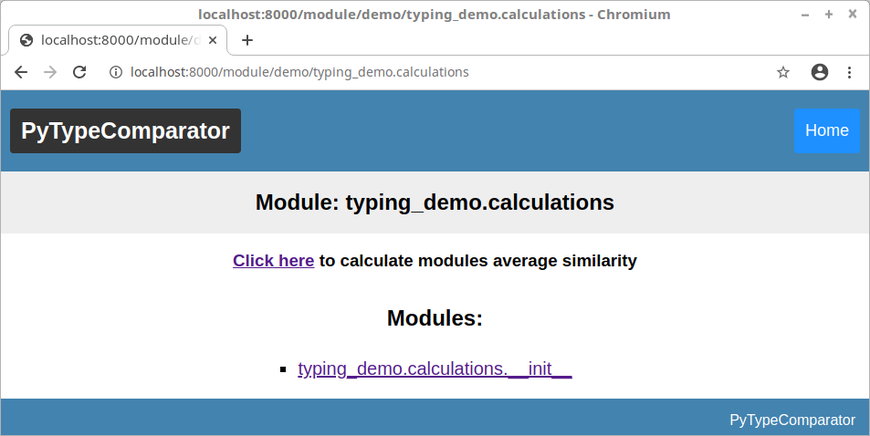 localhost:8000/module/demo/typing_demo.calculations - Chromium
localhost:8000/module/d
localhost:8000/module/demo/typing_demo.calculations
PyTypeComparator
Home
Module: typing_demo.calculations
Click here to calculate modules average similarity
Modules:
typing_demo.calculations.__init__
PyTypeComparator